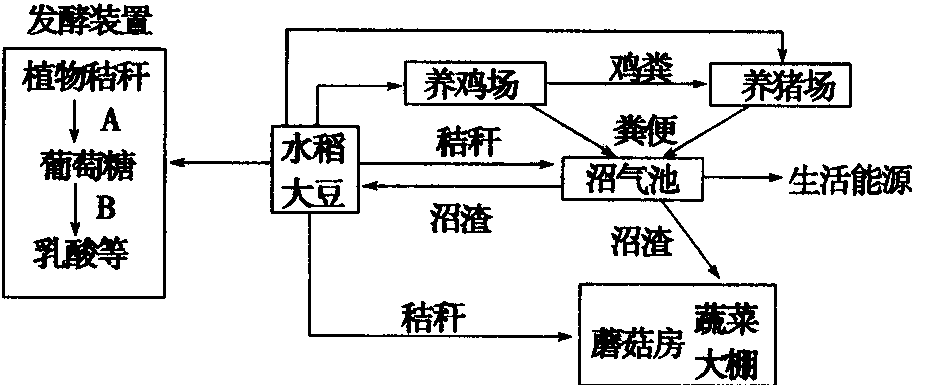 发酵装置
植物秸秆
A
葡萄糖
B
乳酸等
水稻
大豆
养鸡场
鸡粪
养猪场
粪便
秸秆
沼气池
生活能源
沼渣
沼渣
秸秆
蘑菇房
蔬菜
大棚